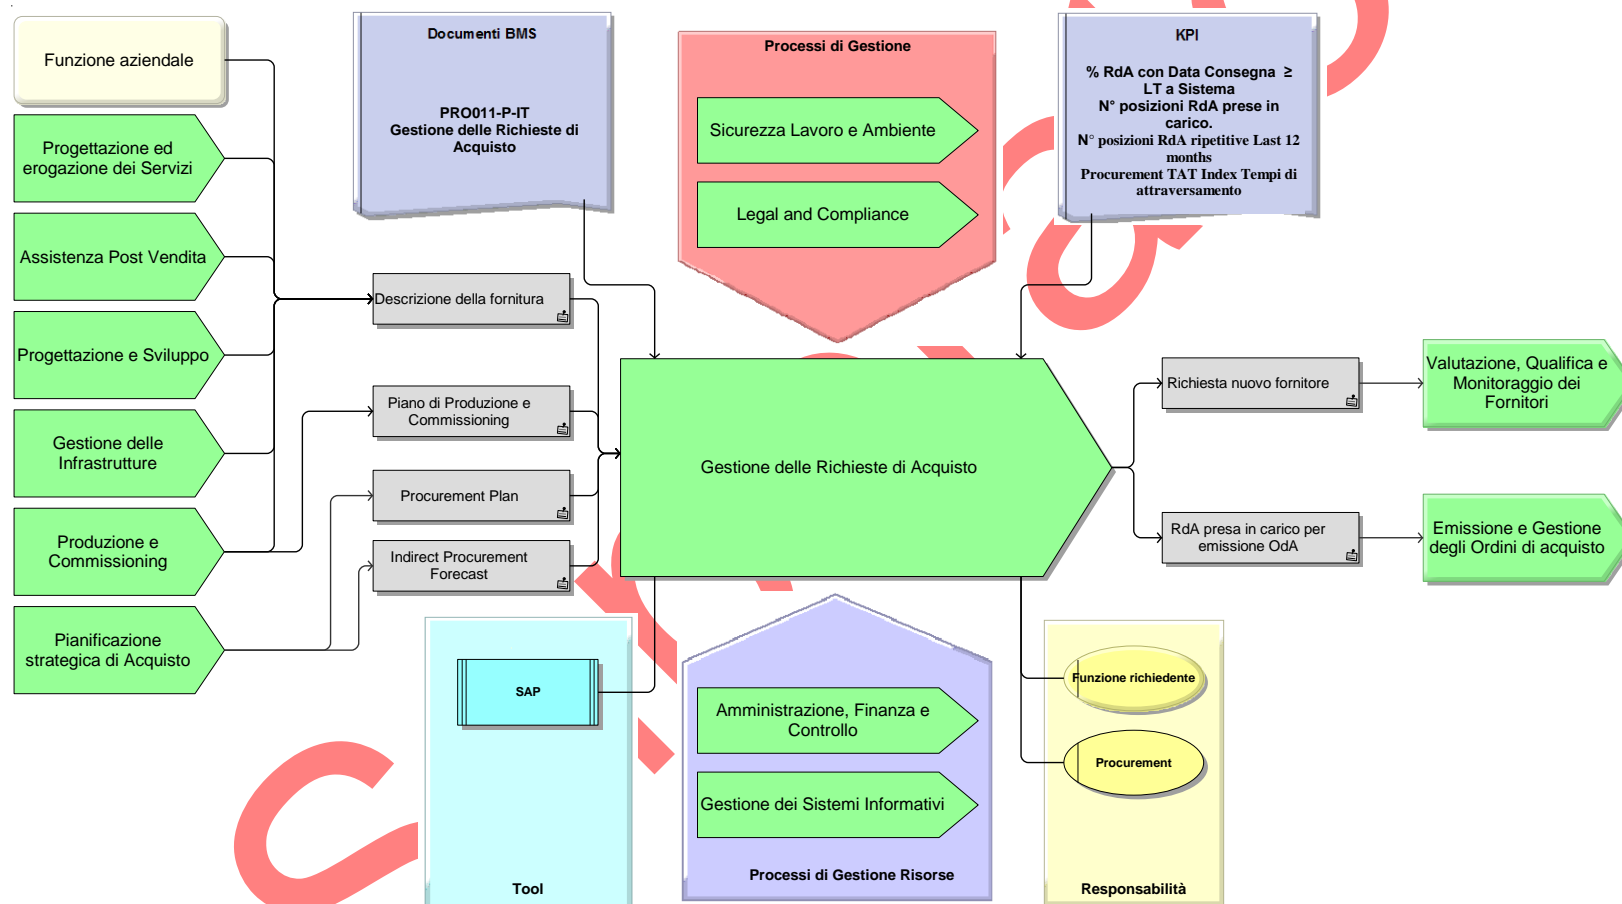 Funzione aziendale
Progettazione ed
erogazione dei Servizi
Assistenza Post Vendita
Progettazione e Sviluppo
Gestione delle
Infrastrutture
Produzione e
Commissioning
Pianificazione
strategica di Acquisto
Documenti BMS
PRO011-P-IT
Gestione delle Richieste di
Acquisto
Descrizione della fornitura
Piano di Produzione e
Commissioning
Procurement Plan
Indirect Procurement
Forecast
Processi di Gestione
Sicurezza Lavoro e Ambiente
Legal and Compliance
KPI
% RdA con Data Consegna ≥
LT a Sistema
N° posizioni RdA prese in
carico.
N° posizioni RdA ripetitive Last 12
months
Procurement TAT Index Tempi di
attraversamento
Gestione delle Richieste di Acquisto
Richiesta nuovo fornitore
RdA presa in carico per
emissione OdA
Valutazione, Qualifica e
Monitoraggio dei
Fornitori
Emissione e Gestione
degli Ordini di acquisto
SAP
Tool
Amministrazione, Finanza e
Controllo
Gestione dei Sistemi Informativi
Processi di Gestione Risorse
Funzione richiedente
Procurement
Responsabilità